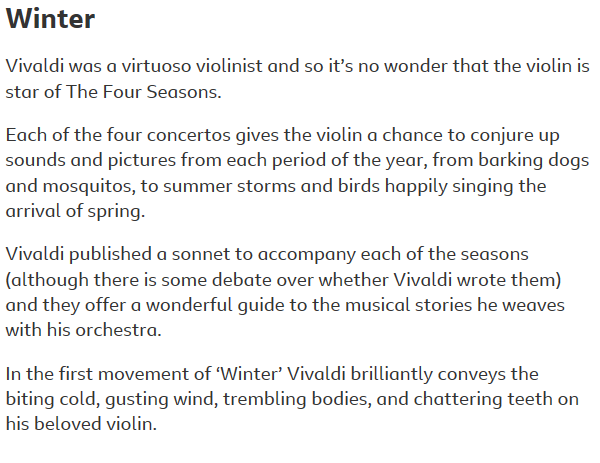 Winter
Vivaldi was a virtuoso violinist and so it’s no wonder that the violin is
star of The Four Seasons.
Each of the four concertos gives the violin a chance to conjure up
sounds and pictures from each period of the year, from barking dogs
and mosquitos, to summer storms and birds happily singing the
arrival of spring.
Vivaldi published a sonnet to accompany each of the seasons
(although there is some debate over whether Vivaldi wrote them)
and they offer a wonderful guide to the musical stories he weaves
with his orchestra.
In the first movement of ‘Winter’ Vivaldi brilliantly conveys the
biting cold, gusting wind, trembling bodies, and chattering teeth on
his beloved violin.